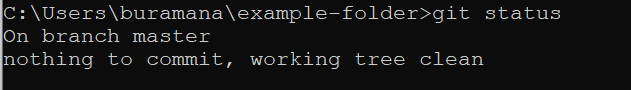 C:\Users\buramana\example-folder>git status
On branch master
nothing to commit, working tree clean